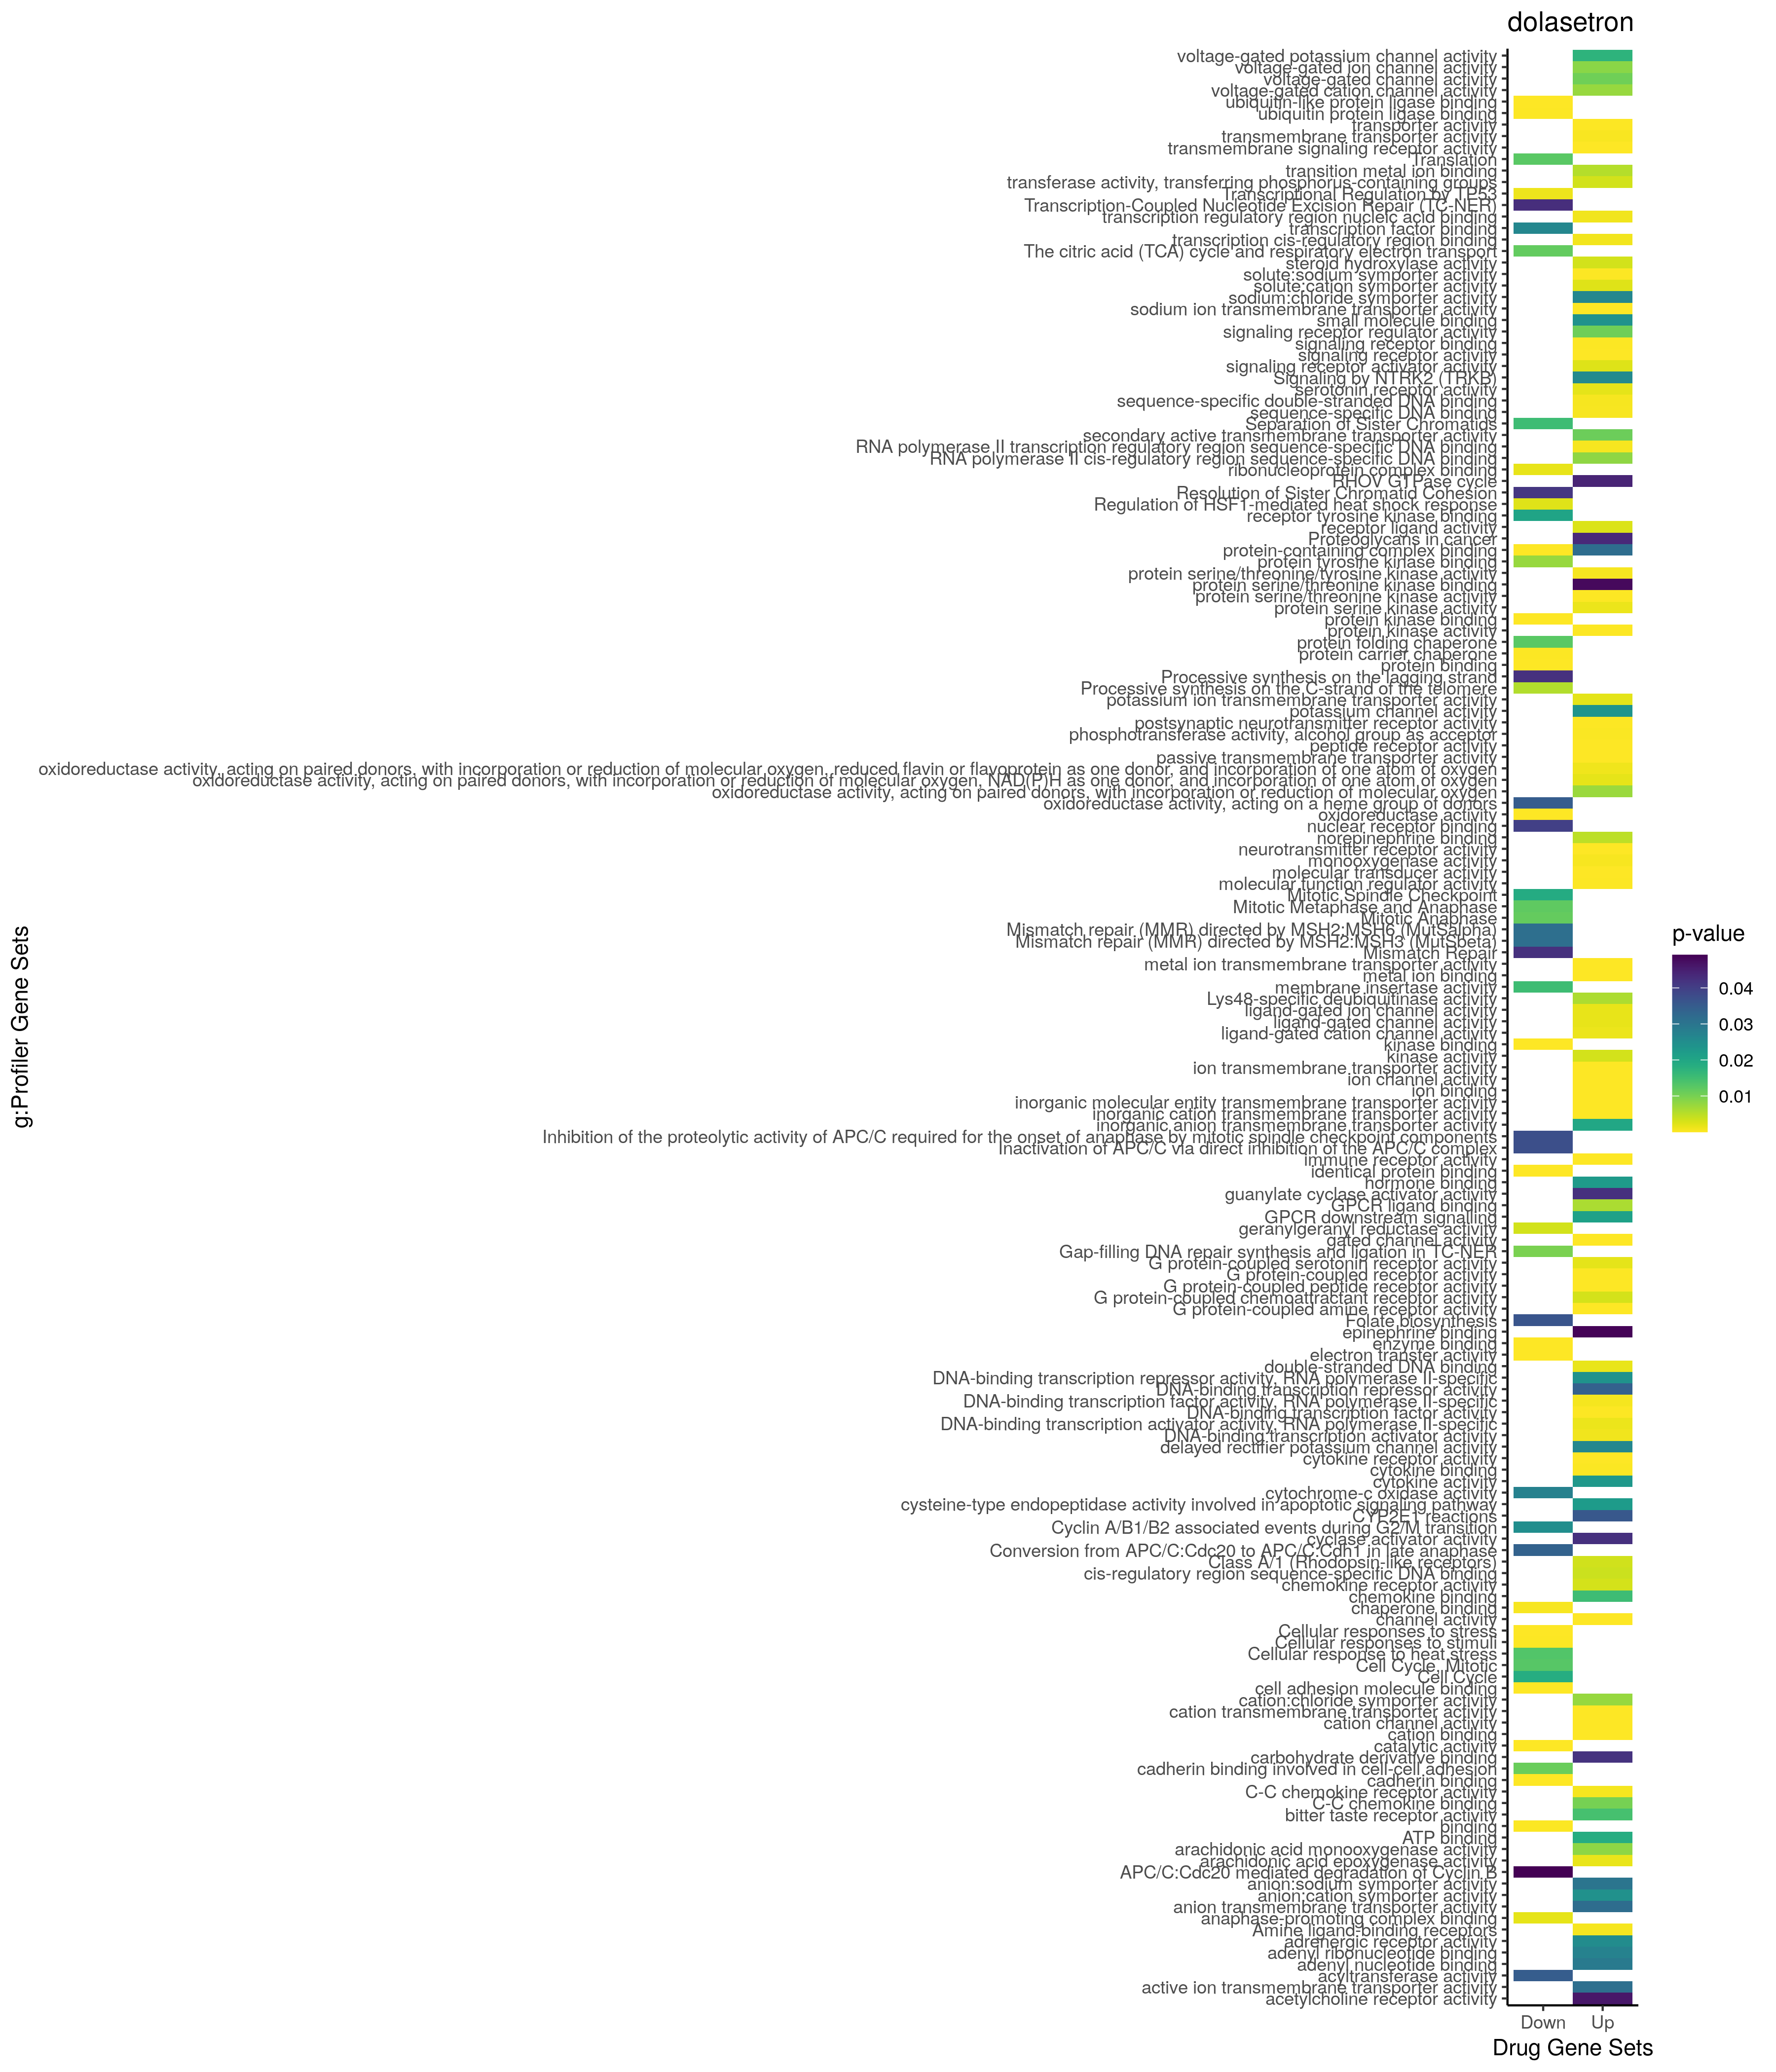 dolasetron
voltage-gated potassium channel activity
voltage-gated ion channel activity
voltage-gated channel activity
voltage-gated cation channel activity
ubiquitin-like protein ligase binding
ubiquitin protein ligase binding
transporter activity
transmembrane transporter activity
transmembrane signaling receptor activity
Translation
transition metal ion binding
transferase activity, transferring phosphorus-containing groups
Transcriptional Regulation by TP53
Transcription-Coupled Nucleotide Excision Repair (TC-NER)
transcription regulatory region nucleic acid binding
transcription factor binding
transcription cis-regulatory region binding
The citric acid (TCA) cycle and respiratory electron transport
steroid hydroxylase activity
solute:sodium symporter activity
solute:cation symporter activity
sodium:chloride symporter activity
sodium ion transmembrane transporter activity
small molecule binding
signaling receptor regulator activity
signaling receptor binding
signaling receptor activity
signaling receptor activator activity
Signaling by NTRK2 (TRKB)
serotonin receptor activity
sequence-specific double-stranded DNA binding
sequence-specific DNA binding
Separation of Sister Chromatids
secondary active transmembrane transporter activity
RNA polymerase II transcription regulatory region sequence-specific DNA binding
RNA polymerase II cis-regulatory region sequence-specific DNA binding
ribonucleoprotein complex binding
RHOV GTPase cycle
Resolution of Sister Chromatid Cohesion
Regulation of HSF1-mediated heat shock response
receptor tyrosine kinase binding
receptor ligand activity
Proteoglycans in cancer
protein-containing complex binding
protein tyrosine kinase binding
protein serine/threonine/tyrosine kinase activity
protein serine/threonine kinase binding
protein serine/threonine kinase activity
protein serine kinase activity
protein kinase binding
protein kinase activity
protein folding chaperone
protein carrier chaperone
protein binding
Processive synthesis on the lagging strand
Processive synthesis on the C-strand of the telomere
potassium ion transmembrane transporter activity
potassium channel activity
postsynaptic neurotransmitter receptor activity
phosphotransferase activity, alcohol group as acceptor
peptide receptor activity
passive transmembrane transporter activity
oxidoreductase activity, acting on paired donors, with incorporation or reduction of molecular oxygen, reduced flavin or flavoprotein as one donor, and incorporation of one atom of oxygen
oxidoreductase activity, acting on paired donors, with incorporation or reduction of molecular oxygen, NAD(P)H as one donor, and incorporation of one atom of oxygen
oxidoreductase activity, acting on paired donors, with incorporation or reduction of molecular oxygen
oxidoreductase activity, acting on a heme group of donors
oxidoreductase activity
nuclear receptor binding
norepinephrine binding
neurotransmitter receptor activity
monooxygenase activity
molecular transducer activity
molecular function regulator activity
Mitotic Spindle Checkpoint
Mitotic Metaphase and Anaphase
Mitotic Anaphase
Mismatch repair (MMR) directed by MSH2:MSH6 (MutSalpha)
Mismatch repair (MMR) directed by MSH2:MSH3 (MutSbeta)
Mismatch Repair
metal ion transmembrane transporter activity
metal ion binding
membrane insertase activity
Lys48-specific deubiquitinase activity
ligand-gated ion channel activity
ligand-gated channel activity
ligand-gated cation channel activity
kinase binding
kinase activity
ion transmembrane transporter activity
ion channel activity
ion binding
inorganic molecular entity transmembrane transporter activity
inorganic cation transmembrane transporter activity
inorganic anion transmembrane transporter activity
Inhibition of the proteolytic activity of APC/C required for the onset of anaphase by mitotic spindle checkpoint components
Inactivation of APC/C via direct inhibition of the APC/C complex
immune receptor activity
identical protein binding
hormone binding
guanylate cyclase activator activity
GPCR ligand binding
GPCR downstream signalling
geranylgeranyl reductase activity
gated channel activity
Gap-filling DNA repair synthesis and ligation in TC-NER
G protein-coupled serotonin receptor activity
G protein-coupled receptor activity
G protein-coupled peptide receptor activity
G protein-coupled chemoattractant receptor activity
G protein-coupled amine receptor activity
Folate biosynthesis
epinephrine binding
enzyme binding
electron transfer activity
double-stranded DNA binding
DNA-binding transcription repressor activity, RNA polymerase II-specific
DNA-binding transcription repressor activity
DNA-binding transcription factor activity, RNA polymerase II-specific
DNA-binding transcription factor activity
DNA-binding transcription activator activity, RNA polymerase II-specific
DNA-binding transcription activator activity
delayed rectifier potassium channel activity
cytokine receptor activity
cytokine binding
cytokine activity
cytochrome-c oxidase activity
cysteine-type endopeptidase activity involved in apoptotic signaling pathway
CYP2E1 reactions
Cyclin A/B1/B2 associated events during G2/M transition
cyclase activator activity
Conversion from APC/C:Cdc20 to APC/C:Cdh1 in late anaphase
Class A/1 (Rhodopsin-like receptors)
cis-regulatory region sequence-specific DNA binding
chemokine receptor activity
chemokine binding
chaperone binding
channel activity
Cellular responses to stress
Cellular responses to stimuli
Cellular response to heat stress
Cell Cycle, Mitotic
Cell Cycle
cell adhesion molecule binding
cation:chloride symporter activity
cation transmembrane transporter activity
cation channel activity
cation binding
catalytic activity
carbohydrate derivative binding
cadherin binding involved in cell-cell adhesion
cadherin binding
C-C chemokine receptor activity
C-C chemokine binding
bitter taste receptor activity
binding
ATP binding
arachidonic acid monooxygenase activity
arachidonic acid epoxygenase activity
APC/C:Cdc20 mediated degradation of Cyclin B
anion:sodium symporter activity
anion:cation symporter activity
anion transmembrane transporter activity
anaphase-promoting complex binding
Amine ligand-binding receptors
adrenergic receptor activity
adenyl ribonucleotide binding
adenyl nucleotide binding
acyltransferase activity
active ion transmembrane transporter activity
acetylcholine receptor activity
g:Profiler Gene Sets
Down Up
Drug Gene Sets
p-value
0.04
0.03
0.02
0.01